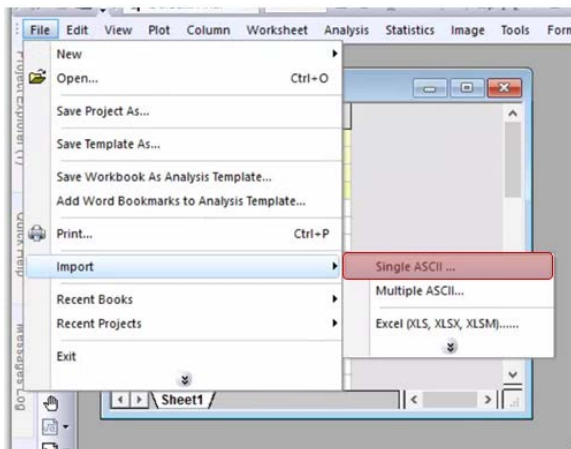 File Edit View Plot Column Worksheet Analysis Statistics Image Tools Form
New
Open... Ctrl+O
Save Project As...
Save Template As...
Save Workbook As Analysis Template...
Add Word Bookmarks to Analysis Template...
Print... Ctrl+P
Import
Single ASCII ...
Multiple ASCII...
Excel (XLS, XLSX, XLSM)......
Recent Books
Recent Projects
Exit
Sheet1
Project Explorer (1)
Quick Help
Messages Log